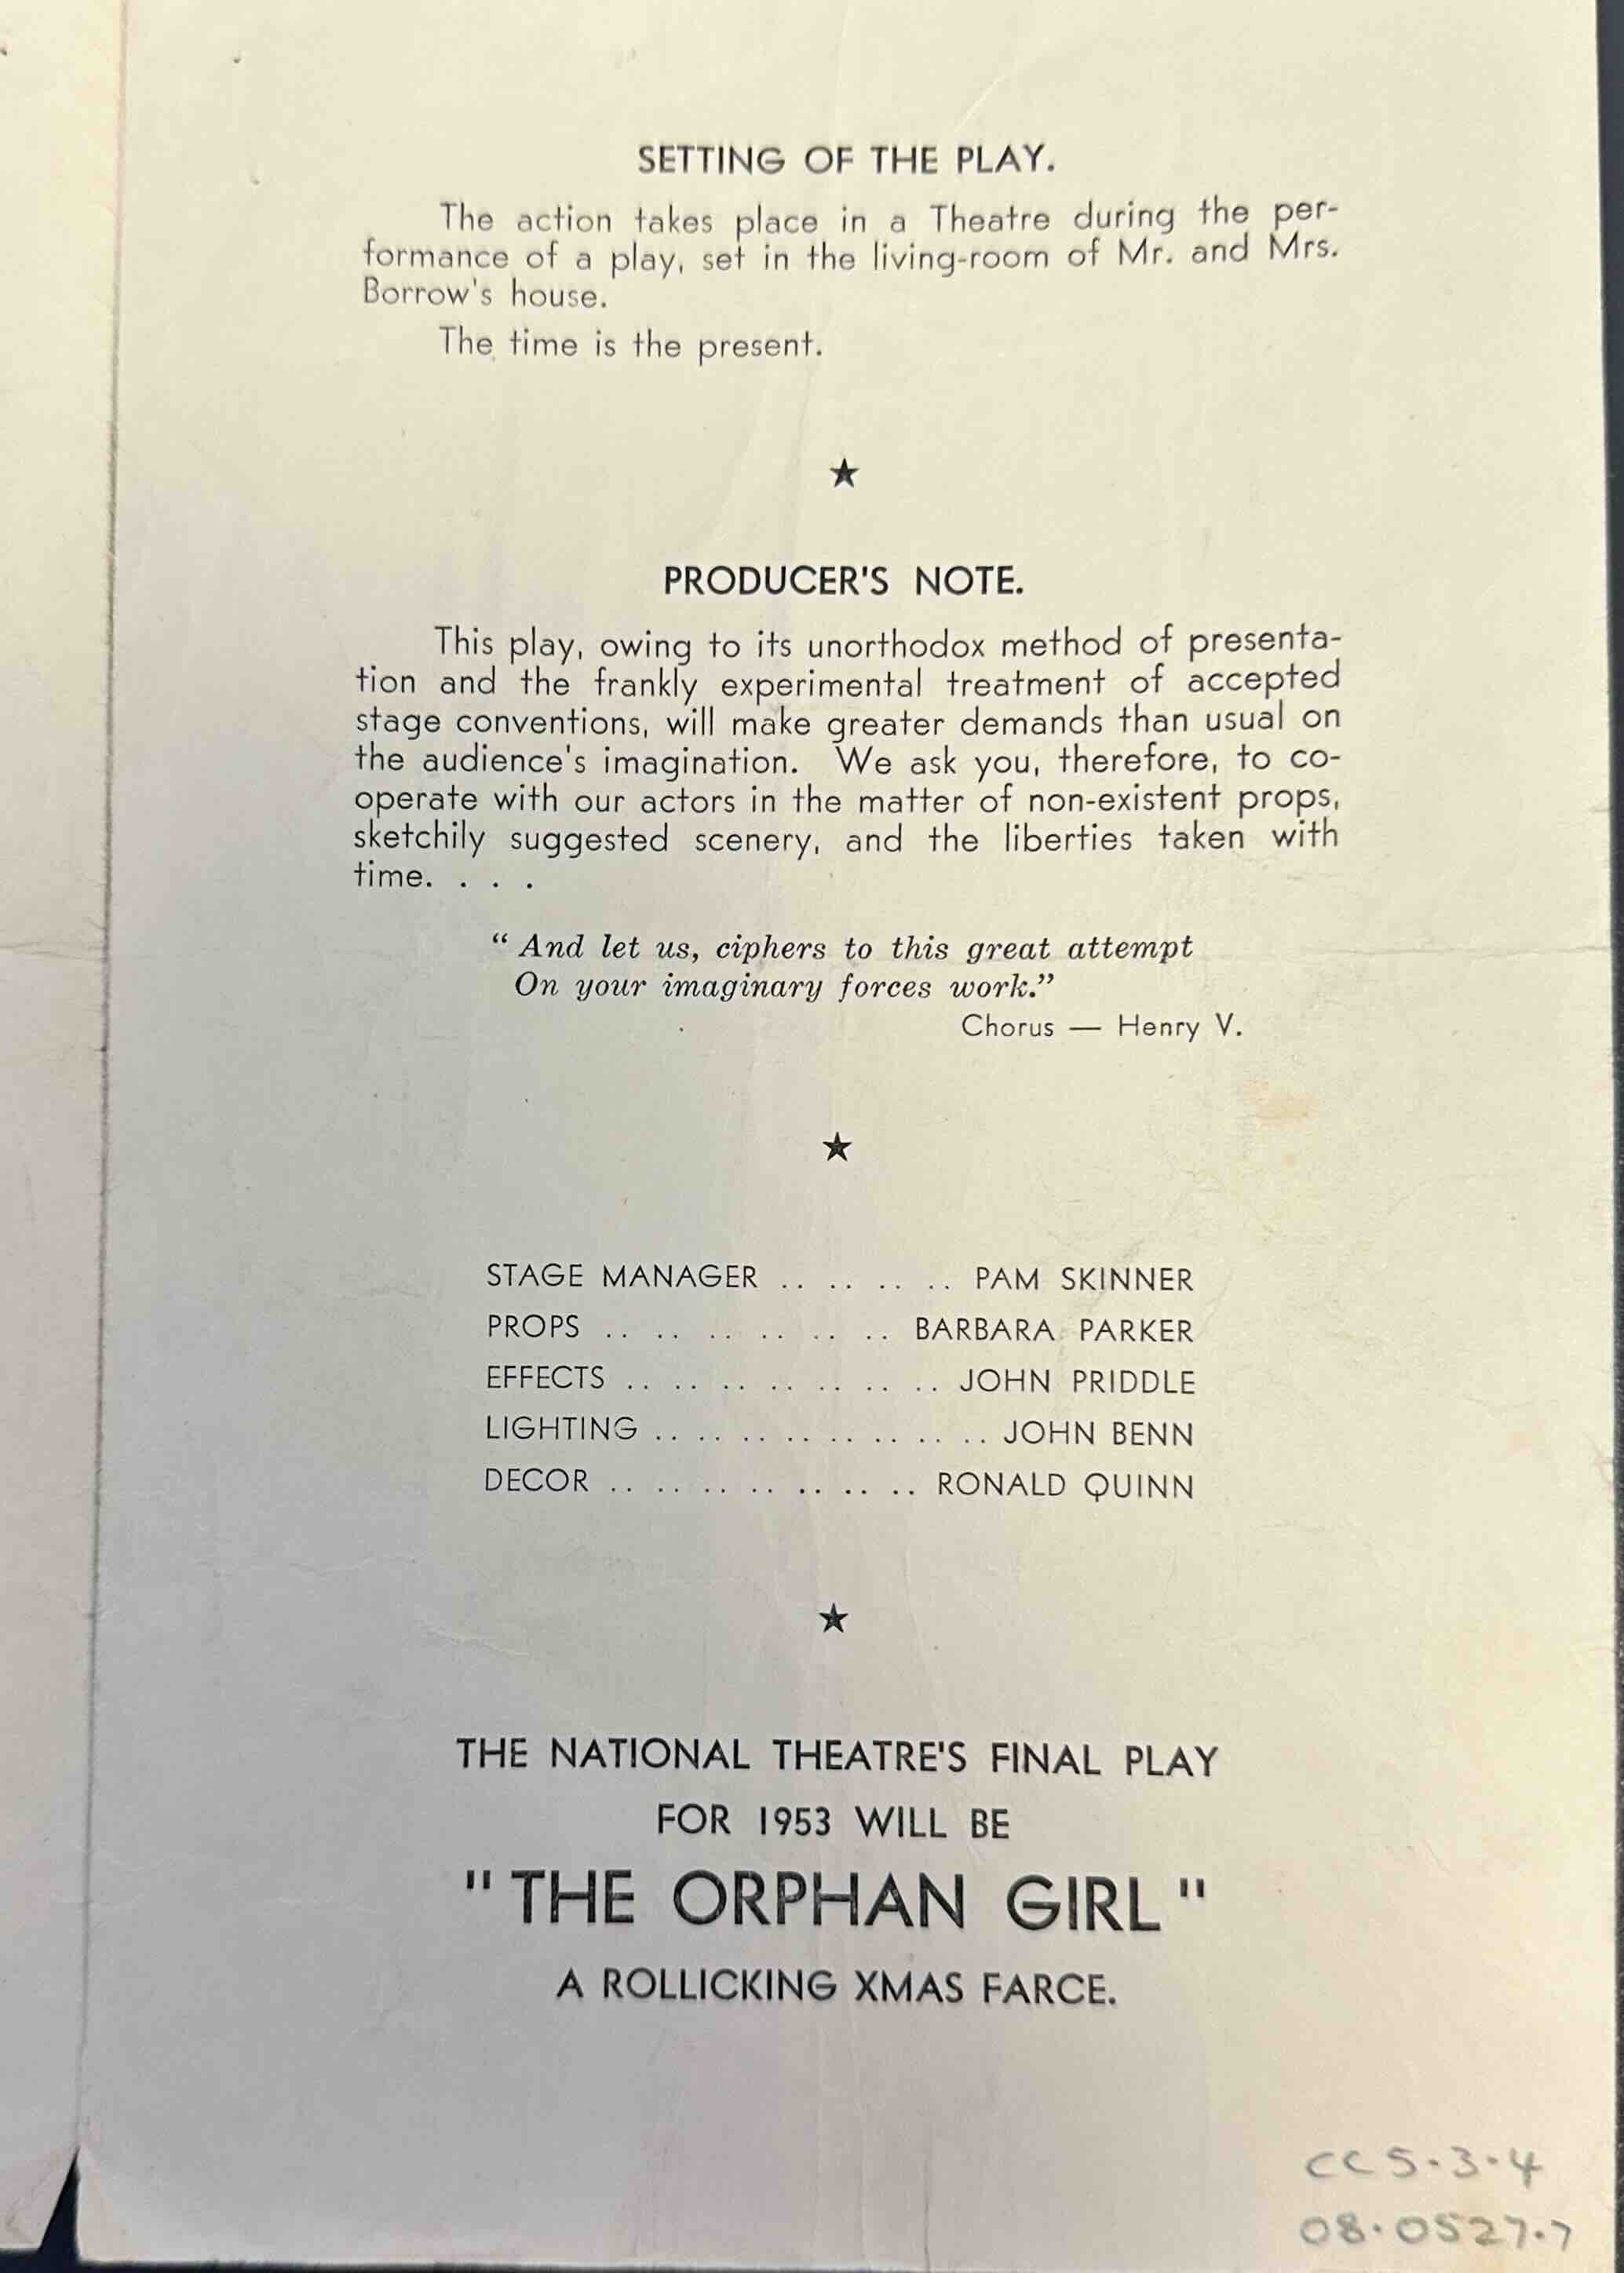 SETTING OF THE PLAY.
The action takes place in a Theatre during the per-
formance of a play, set in the living-room of Mr. and Mrs.
Borrow's house.
The time is the present.
★
PRODUCER'S NOTE.
This play, owing to its unorthodox method of presenta-
tion and the frankly experimental treatment of accepted
stage conventions, will make greater demands than usual on
the audience's imagination. We ask you, therefore, to co-
operate with our actors in the matter of non-existent props,
sketchily suggested scenery, and the liberties taken with
time. . . .
“ And let us, ciphers to this great attempt
On your imaginary forces work.”
Chorus — Henry V.
★
STAGE MANAGER .. .. .. .. PAM SKINNER
PROPS .. .. .. .. .. .. BARBARA PARKER
EFFECTS .. .. .. .. .. .. .. JOHN PRIDDLE
LIGHTING .. .. .. .. .. .. .. .. JOHN BENN
DECOR .. .. .. .. .. .. .. RONALD QUINN
★
THE NATIONAL THEATRE'S FINAL PLAY
FOR 1953 WILL BE
"THE ORPHAN GIRL"
A ROLLICKING XMAS FARCE.
CC5.3.4
08.0527.7